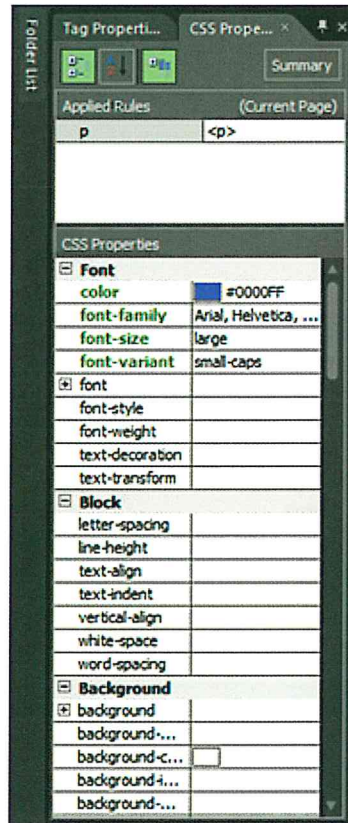 Folder List
Tag Properti... CSS Prope... ×
Summary
Applied Rules (Current Page)
p <p>
CSS Properties
Font
color #0000FF
font-family Arial, Helvetica, ...
font-size large
font-variant small-caps
font
font-style
font-weight
text-decoration
text-transform
Block
letter-spacing
line-height
text-align
text-indent
vertical-align
white-space
word-spacing
Background
background
background-...
background-c...
background-i...
background-...